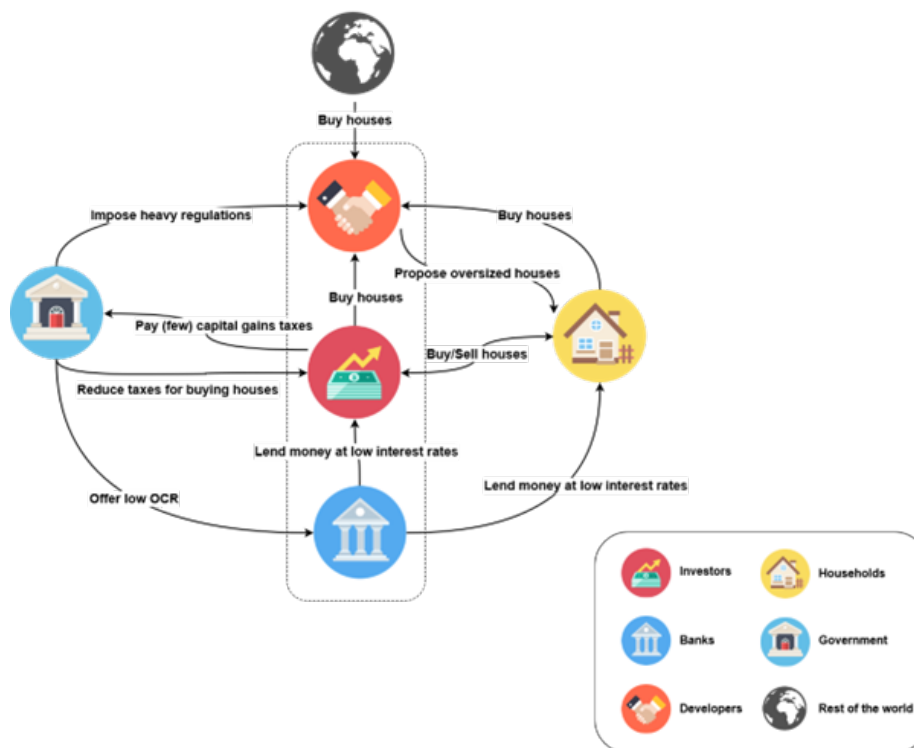 Buy houses
Impose heavy regulations
Buy houses
Propose oversized houses
Buy houses
Pay (few) capital gains taxes
Buy/Sell houses
Reduce taxes for buying houses
Lend money at low interest rates
Lend money at low interest rates
Offer low OCR
Investors
Households
Banks
Government
Developers
Rest of the world